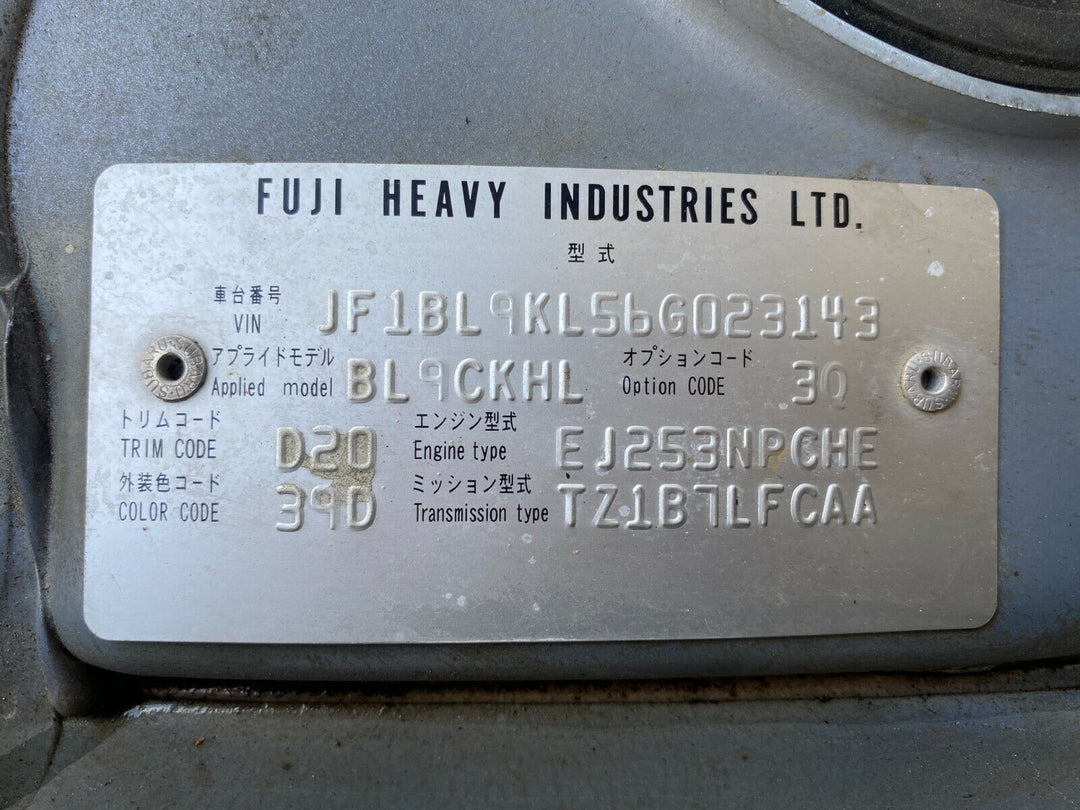 FUJI HEAVY INDUSTRIES LTD.
型式
車台番号
VIN JF1BL9KL56G023143
アプライドモデル オプションコード
Applied model BL9CKHL Option CODE 3Q
トリムコード エンジン型式
TRIM CODE D20 Engine type EJ253NPCHE
外装色コード ミッション型式
COLOR CODE 39D Transmission type TZ1B7LFCAA